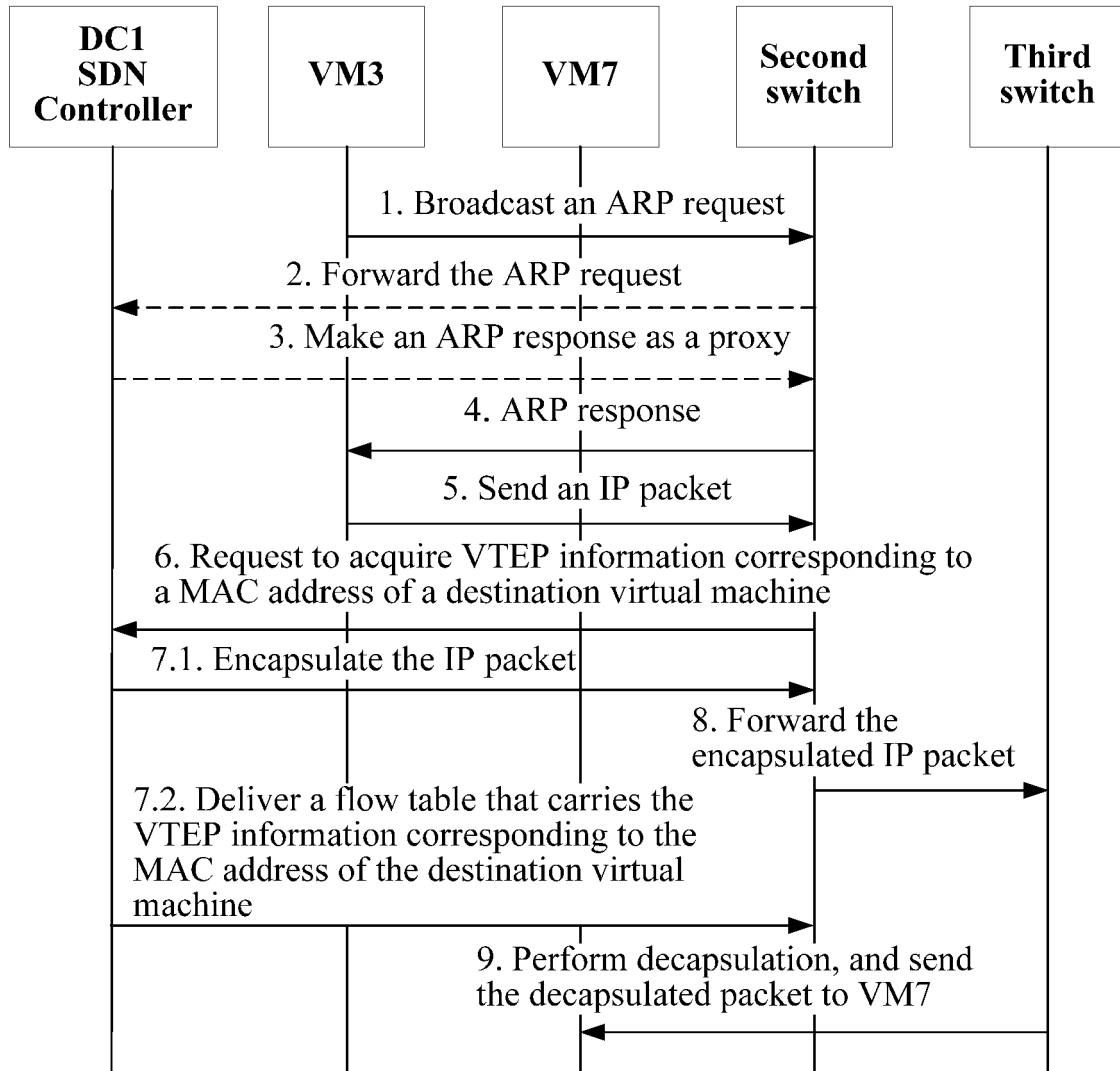 DC1
SDN
Controller
VM3
VM7
Second
switch
Third
switch
1. Broadcast an ARP request
2. Forward the ARP request
3. Make an ARP response as a proxy
4. ARP response
5. Send an IP packet
6. Request to acquire VTEP information corresponding to
a MAC address of a destination virtual machine
7.1. Encapsulate the IP packet
8. Forward the
encapsulated IP packet
7.2. Deliver a flow table that carries the
VTEP information corresponding to the
MAC address of the destination virtual
machine
9. Perform decapsulation, and send
the decapsulated packet to VM7